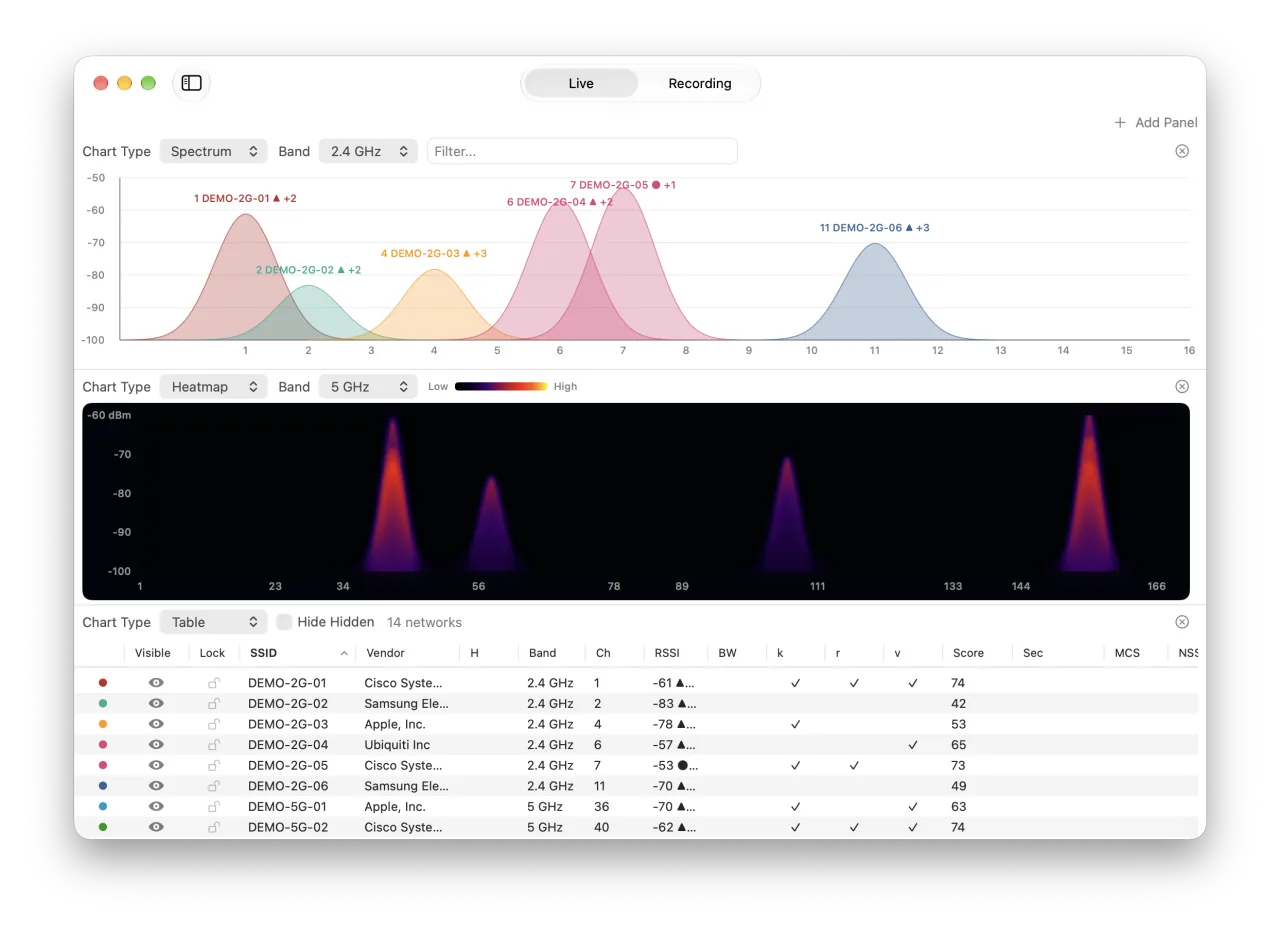 Live Recording
+ Add Panel
Chart Type Spectrum Band 2.4 GHz Filter...
-50
7 DEMO-2G-05 ● +1
1 DEMO-2G-01 ▲ +2
6 DEMO-2G-04 ▲ +2
-60
11 DEMO-2G-06 ▲ +3
-70
4 DEMO-2G-03 ▲ +3
2 DEMO-2G-02 ▲ +2
-80
-90
-100
1 2 3 4 5 6 7 8 9 10 11 12 13 14 15 16
Chart Type Heatmap Band 5 GHz Low High
-60 dBm
-70
-80
-90
-100
1 23 34 56 78 89 111 133 144 166
Chart Type Table Hide Hidden 14 networks
Visible Lock SSID Vendor H Band Ch RSSI BW k r v Score Sec MCS NSS
DEMO-2G-01 Cisco Syste... 2.4 GHz 1 -61 ▲... ✓ ✓ ✓ 74
DEMO-2G-02 Samsung Ele... 2.4 GHz 2 -83 ▲... 42
DEMO-2G-03 Apple, Inc. 2.4 GHz 4 -78 ▲... ✓ 53
DEMO-2G-04 Ubiquiti Inc 2.4 GHz 6 -57 ▲... ✓ 65
DEMO-2G-05 Cisco Syste... 2.4 GHz 7 -53 ●... ✓ ✓ 73
DEMO-2G-06 Samsung Ele... 2.4 GHz 11 -70 ▲... 49
DEMO-5G-01 Apple, Inc. 5 GHz 36 -70 ▲... ✓ ✓ 63
DEMO-5G-02 Cisco Syste... 5 GHz 40 -62 ▲... ✓ ✓ ✓ 74